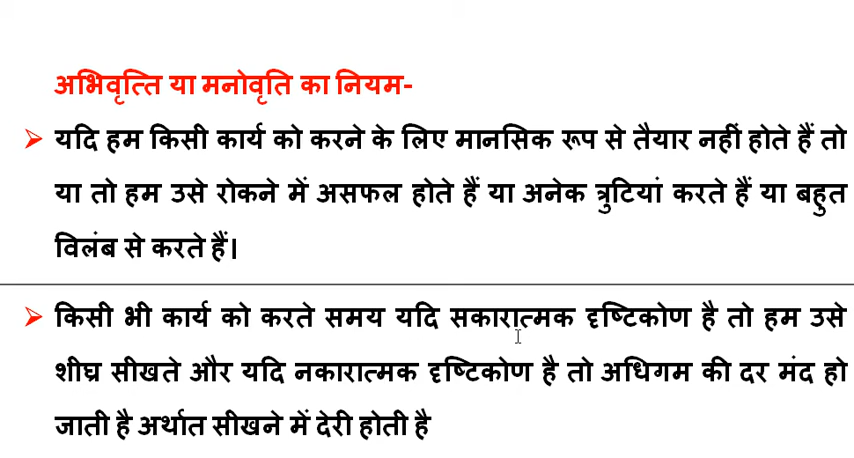 अभिवृत्ति या मनोवृति का नियम-
➢ यदि हम किसी कार्य को करने के लिए मानसिक रूप से तैयार नहीं होते हैं तो
या तो हम उसे रोकने में असफल होते हैं या अनेक त्रुटियां करते हैं या बहुत
विलंब से करते हैं।
➢ किसी भी कार्य को करते समय यदि सकारात्मक दृष्टिकोण है तो हम उसे
शीघ्र सीखते और यदि नकारात्मक दृष्टिकोण है तो अधिगम की दर मंद हो
जाती है अर्थात सीखने में देरी होती है